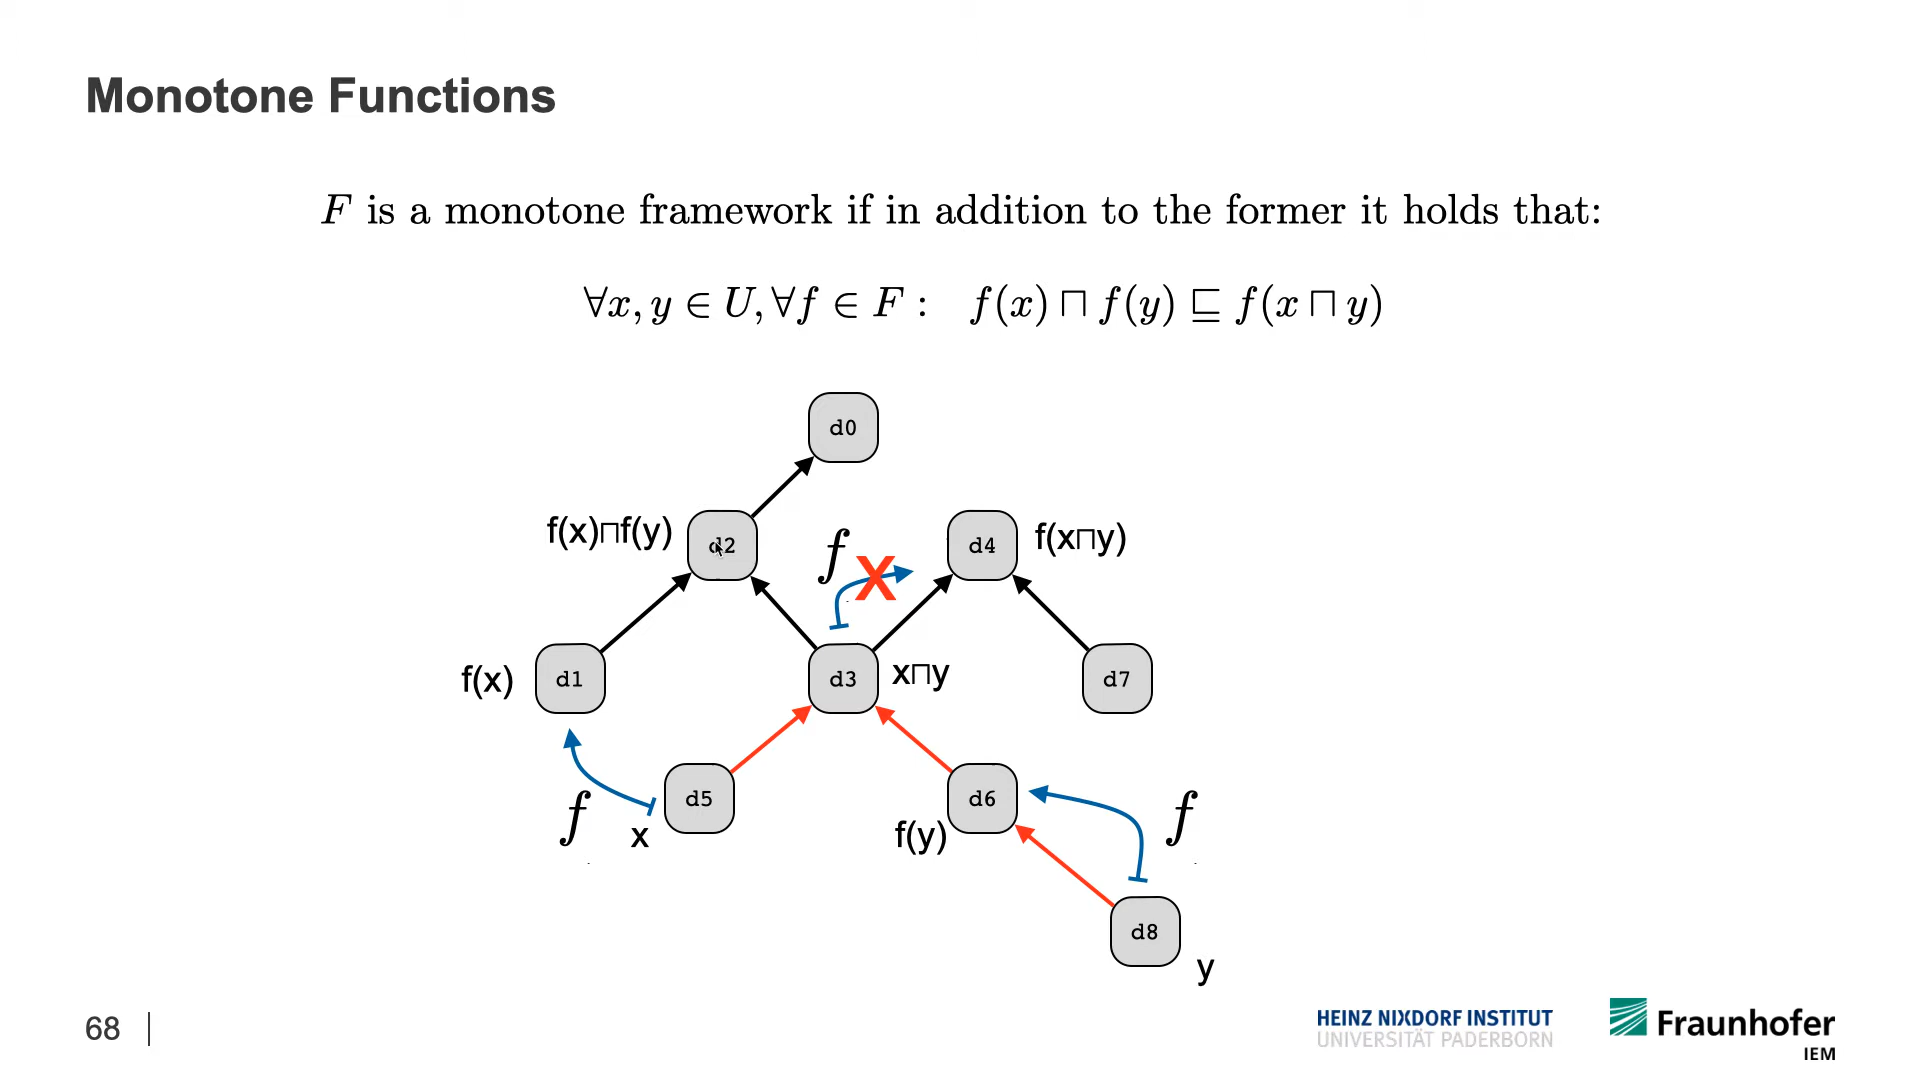 Monotone Functions
F is a monotone framework if in addition to the former it holds that:
∀x, y ∈ U, ∀f ∈ F : f(x) ⊓ f(y) ⊑ f(x ⊓ y)
d0
f(x)⊓f(y)
d2
f
X
d4
f(x⊓y)
f(x)
d1
d3
x⊓y
d7
f
x
d5
f(y)
d6
f
d8
y
68
HEINZ NIXDORF INSTITUT
UNIVERSITÄT PADERBORN
Fraunhofer
IEM